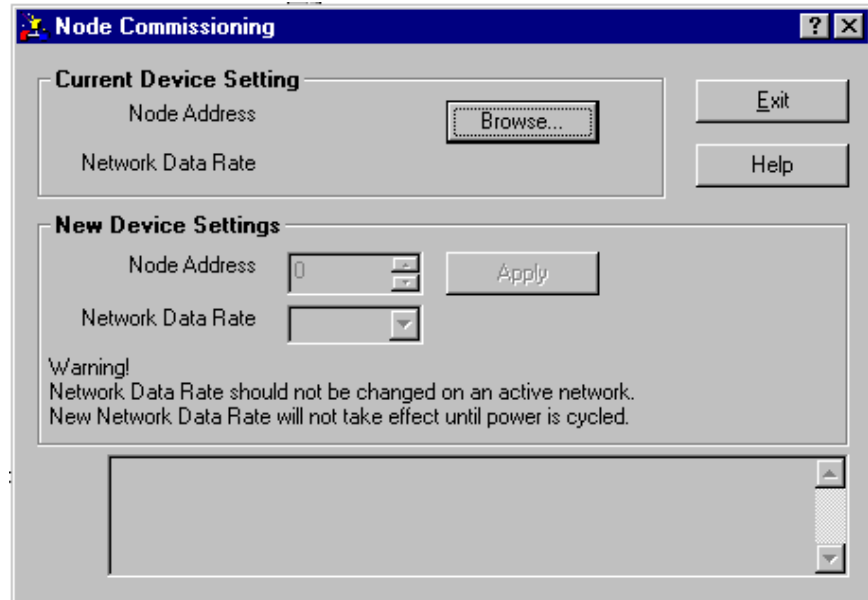 Node Commissioning
Current Device Setting
Node Address
Browse...
Exit
Network Data Rate
Help
New Device Settings
Node Address
0
Apply
Network Data Rate
Warning!
Network Data Rate should not be changed on an active network.
New Network Data Rate will not take effect until power is cycled.